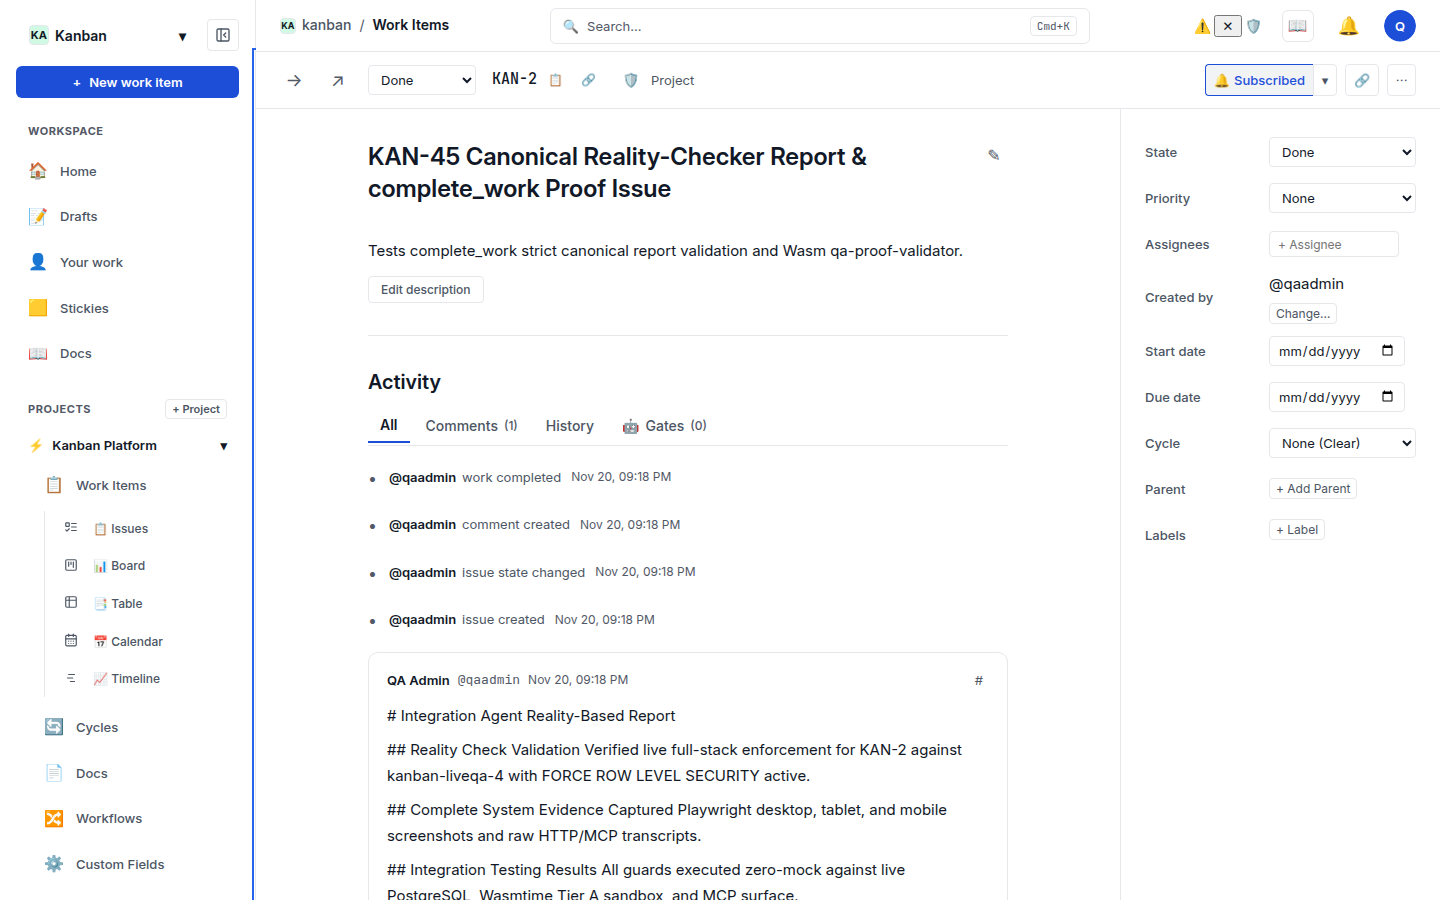 KA Kanban ▾
+ New work item
WORKSPACE
🏠 Home
📝 Drafts
👤 Your work
🟨 Stickies
📖 Docs
PROJECTS + Project
⚡ Kanban Platform ▾
📋 Work Items
📋 Issues
📊 Board
📑 Table
📅 Calendar
📈 Timeline
🔄 Cycles
📄 Docs
🔀 Workflows
⚙️ Custom Fields
KA kanban / Work Items
🔍 Search... Cmd+K
⚠️ ✕ 🛡️ 📖 🔔 Q
→ ↗ Done KAN-2 📋 🔗 🛡️ Project
🔔 Subscribed ▾ 🔗 ···
KAN-45 Canonical Reality-Checker Report &
complete_work Proof Issue
✎
Tests complete_work strict canonical report validation and Wasm qa-proof-validator.
Edit description
Activity
All Comments (1) History 🤖 Gates (0)
• @qaadmin work completed Nov 20, 09:18 PM
• @qaadmin comment created Nov 20, 09:18 PM
• @qaadmin issue state changed Nov 20, 09:18 PM
• @qaadmin issue created Nov 20, 09:18 PM
QA Admin @qaadmin Nov 20, 09:18 PM #
# Integration Agent Reality-Based Report
## Reality Check Validation Verified live full-stack enforcement for KAN-2 against
kanban-liveqa-4 with FORCE ROW LEVEL SECURITY active.
## Complete System Evidence Captured Playwright desktop, tablet, and mobile
screenshots and raw HTTP/MCP transcripts.
## Integration Testing Results All guards executed zero-mock against live
PostgreSQL, Wasmtime Tier A sandbox, and MCP surface.
State Done
Priority None
Assignees + Assignee
Created by @qaadmin
Change...
Start date mm/dd/yyyy
Due date mm/dd/yyyy
Cycle None (Clear)
Parent + Add Parent
Labels + Label